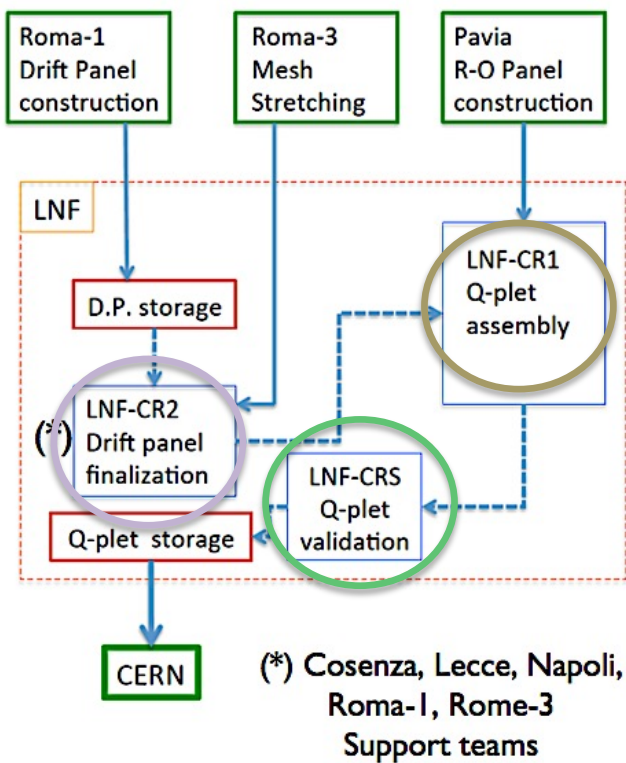 Roma-1
Drift Panel
construction
Roma-3
Mesh
Stretching
Pavia
R-O Panel
construction
LNF
LNF-CR1
Q-plet
assembly
D.P. storage
(*)
LNF-CR2
Drift panel
finalization
LNF-CRS
Q-plet
validation
Q-plet storage
CERN
(*) Cosenza, Lecce, Napoli,
Roma-1, Rome-3
Support teams